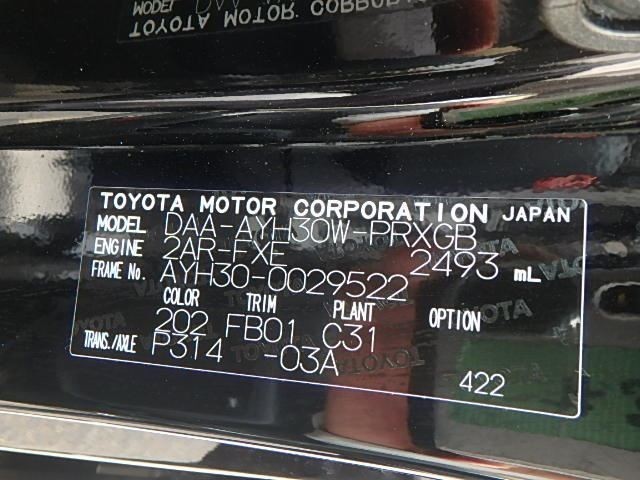 TOYOTA MOTOR CORPORATION JAPAN
MODEL DAA-AYH30W-PRXGB
ENGINE 2AR-FXE 2493 mL
FRAME No. AYH30-0029522
COLOR TRIM PLANT OPTION
202 FB01 C31
TRANS./AXLE P314 -03A
422